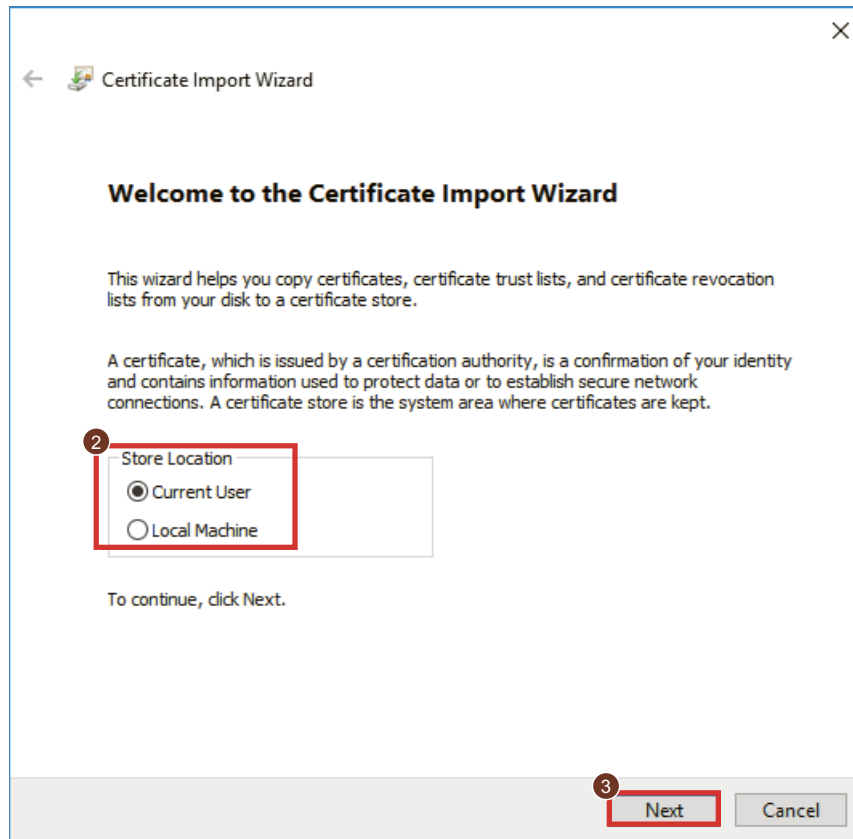 Certificate Import Wizard
Welcome to the Certificate Import Wizard
This wizard helps you copy certificates, certificate trust lists, and certificate revocation
lists from your disk to a certificate store.
A certificate, which is issued by a certification authority, is a confirmation of your identity
and contains information used to protect data or to establish secure network
connections. A certificate store is the system area where certificates are kept.
2
Store Location
Current User
Local Machine
To continue, click Next.
3
Next Cancel